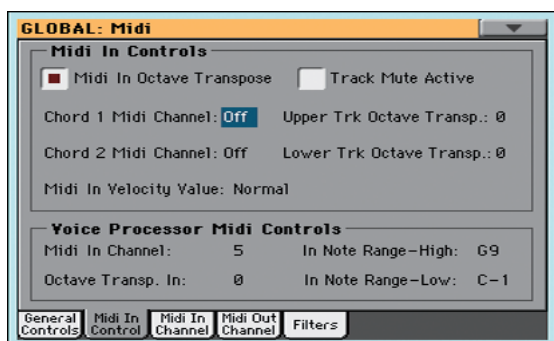 GLOBAL: Midi
Midi In Controls
Midi In Octave Transpose Track Mute Active
Chord 1 Midi Channel: Off Upper Trk Octave Transp.: 0
Chord 2 Midi Channel: Off Lower Trk Octave Transp.: 0
Midi In Velocity Value: Normal
Voice Processor Midi Controls
Midi In Channel: 5 In Note Range-High: G9
Octave Transp. In: 0 In Note Range-Low: C-1
General Controls Midi In Control Midi In Channel Midi Out Channel Filters